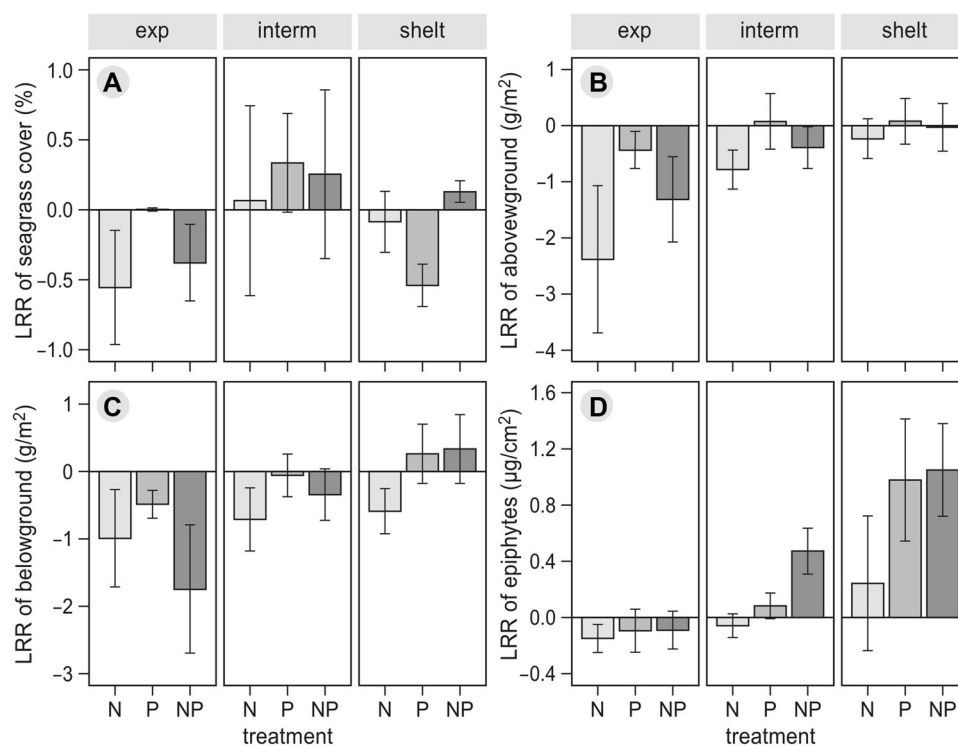 exp interm shelt exp interm shelt
A
LRR of seagrass cover (%)
1.0
0.5
0.0
−0.5
−1.0
B
LRR of abovewground (g/m²)
1
0
−1
−2
−3
−4
C
LRR of belowground (g/m²)
1
0
−1
−2
−3
N P NP N P NP N P NP
treatment
D
LRR of epiphytes (µg/cm²)
1.6
1.2
0.8
0.4
0.0
−0.4
N P NP N P NP N P NP
treatment